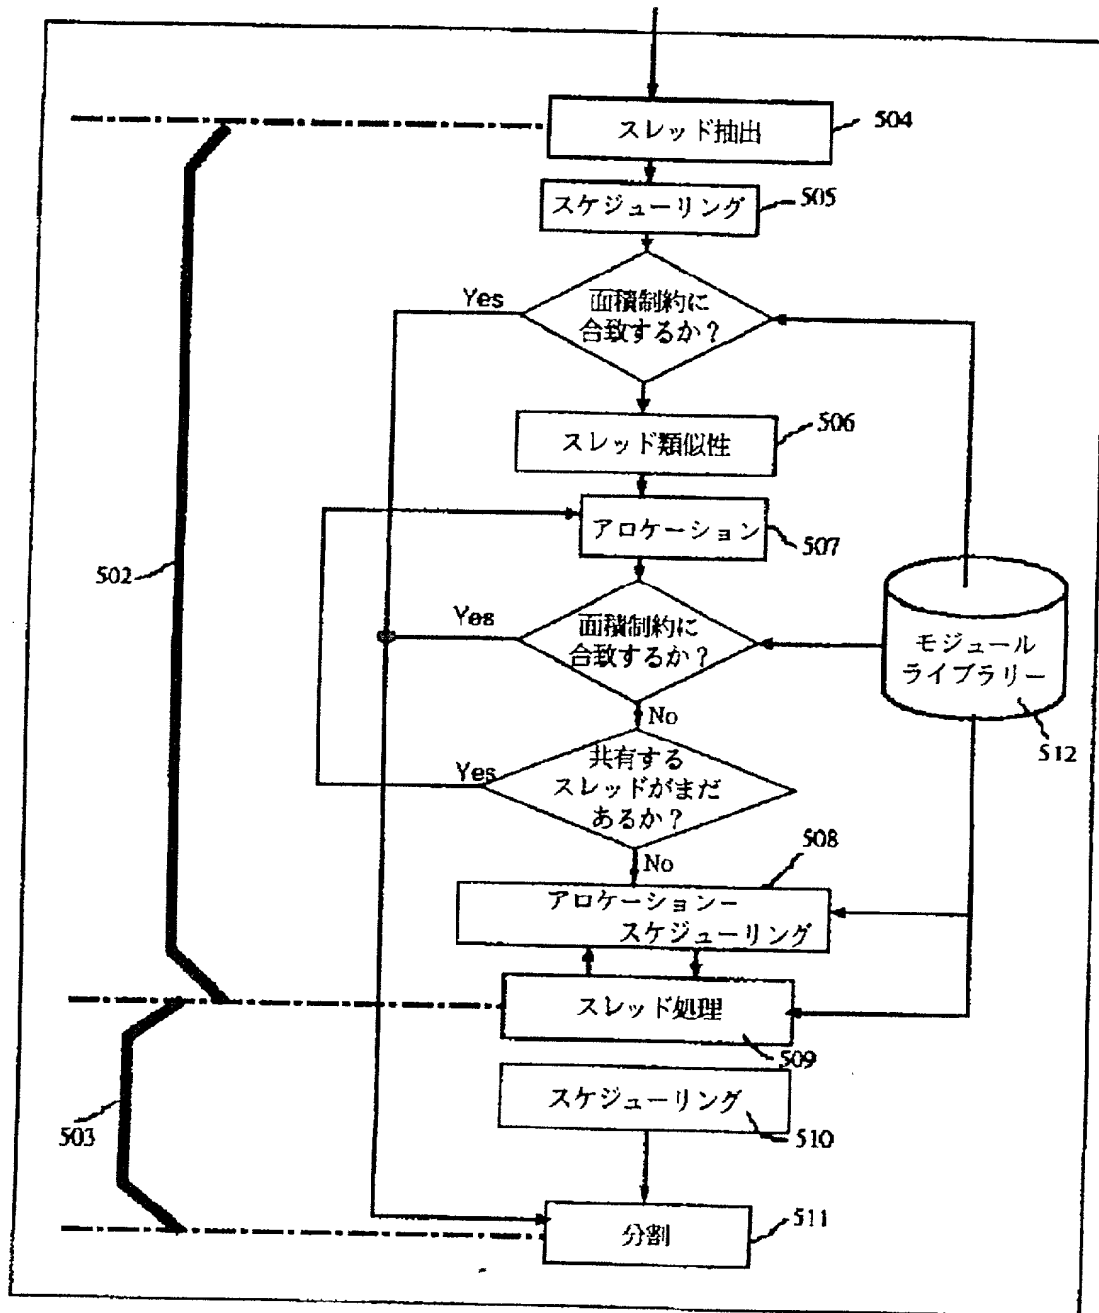 スレッド抽出
504
スケジューリング
505
Yes
面積制約に
合致するか?
スレッド類似性
506
アロケーション
507
502
Yes
面積制約に
合致するか?
モジュール
ライブラリー
512
No
Yes
共有する
スレッドがまだ
あるか?
508
No
アロケーション-
スケジューリング
スレッド処理
509
スケジューリング
510
503
分割
511